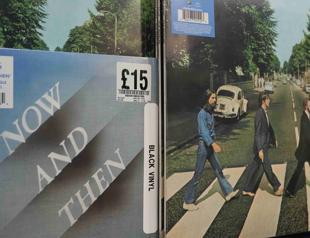 £15
NOW
AND
THEN
BLACK VINYL